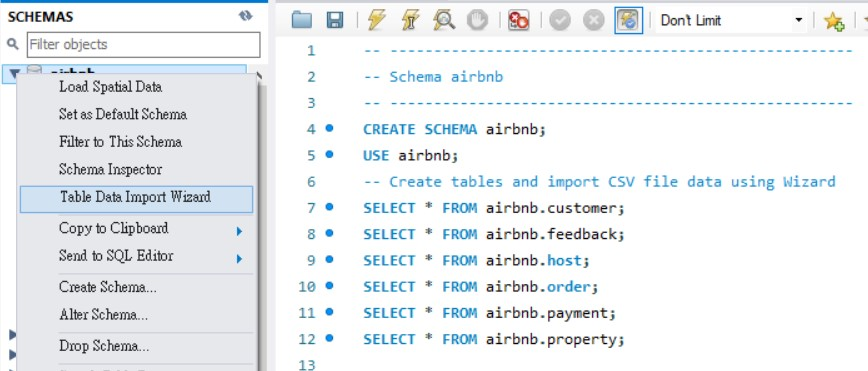 SCHEMAS
Filter objects
airbnb
Load Spatial Data
Set as Default Schema
Filter to This Schema
Schema Inspector
Table Data Import Wizard
Copy to Clipboard
Send to SQL Editor
Create Schema...
Alter Schema...
Drop Schema...
Don't Limit
1 -- --------------------------------------------------
2 -- Schema airbnb
3 -- --------------------------------------------------
4 CREATE SCHEMA airbnb;
5 USE airbnb;
6 -- Create tables and import CSV file data using Wizard
7 SELECT * FROM airbnb.customer;
8 SELECT * FROM airbnb.feedback;
9 SELECT * FROM airbnb.host;
10 SELECT * FROM airbnb.order;
11 SELECT * FROM airbnb.payment;
12 SELECT * FROM airbnb.property;
13